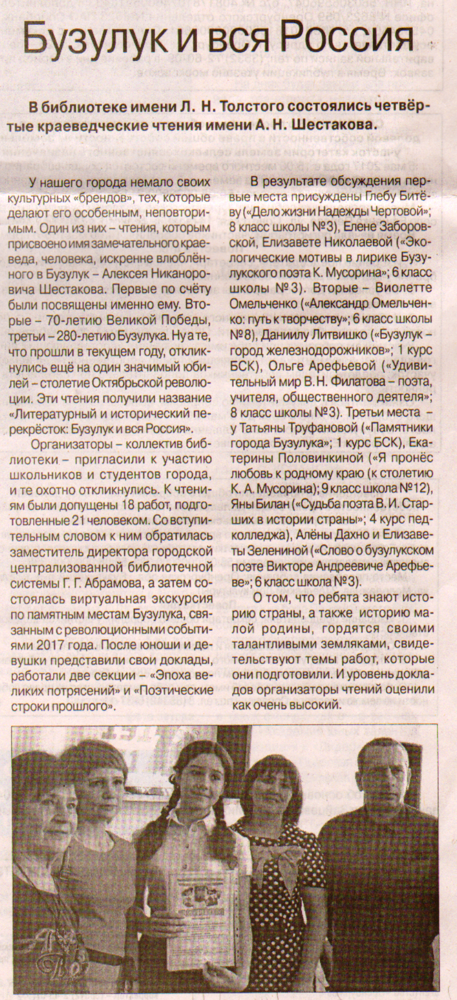 Бузулук и вся Россия
В библиотеке имени Л. Н. Толстого состоялись четвёр-
тые краеведческие чтения имени А. Н. Шестакова.
У нашего города немало своих
культурных «брендов», тех, которые
делают его особенным, неповтори-
мым. Один из них – чтения, которым
присвоено имя замечательного крае-
веда, человека, искренне влюблён-
ного в Бузулук – Алексея Никаноро-
вича Шестакова. Первые по счёту
были посвящены именно ему. Вто-
рые – 70-летию Великой Победы,
третьи – 280-летию Бузулука. Ну а те,
что прошли в текущем году, отклик-
нулись ещё на один значимый юби-
лей – столетие Октябрьской револю-
ции. Эти чтения получили название
«Литературный и исторический пе-
рекрёсток: Бузулук и вся Россия».
Организаторы – коллектив биб-
лиотеки – пригласили к участию
школьников и студентов города,
и те охотно откликнулись. К чтени-
ям были допущены 18 работ, подго-
товленные 21 человеком. Со вступи-
тельным словом к ним обратилась
заместитель директора городской
централизованной библиотечной
системы Г. Г. Абрамова, а затем со-
стоялась виртуальная экскурсия
по памятным местам Бузулука, свя-
занным с революционными событи-
ями 2017 года. После юноши и де-
вушки представили свои доклады,
работали две секции – «Эпоха ве-
ликих потрясений» и «Поэтические
строки прошлого».
В результате обсуждения пер-
вые места присуждены Глебу Битё-
ву («Дело жизни Надежды Чертовой»;
8 класс школы №3), Елене Заборов-
ской, Елизавете Николаевой («Эко-
логические мотивы в лирике Бузу-
лукского поэта К. Мусорина»; 6 класс
школы №3). Вторые – Виолетте
Омельченко («Александр Омельчен-
ко: путь к творчеству»; 6 класс школы
№8), Даниилу Литвишко («Бузулук –
город железнодорожников»; 1 курс
БСК), Ольге Арефьевой («Удиви-
тельный мир В. Н. Филатова – поэта,
учителя, общественного деятеля»;
8 класс школы №3). Третьи места –
у Татьяны Труфановой («Памятники
города Бузулука»; 1 курс БСК), Ека-
терины Половинкиной («Я пронёс
любовь к родному краю (к столетию
К. А. Мусорина); 9 класс школа №12),
Яны Билан («Судьба поэта В. И. Стар-
ших в истории страны»; 4 курс пед-
колледжа), Алёны Дахно и Елизаве-
ты Зелениной («Слово о бузулукском
поэте Викторе Андреевиче Арефье-
ве»; 6 класс школа №3).
О том, что ребята знают исто-
рию страны, а также историю ма-
лой родины, гордятся своими
талантливыми земляками, свиде-
тельствуют темы работ, которые
они подготовили. И уровень докла-
дов организаторы чтений оценили
как очень высокий.